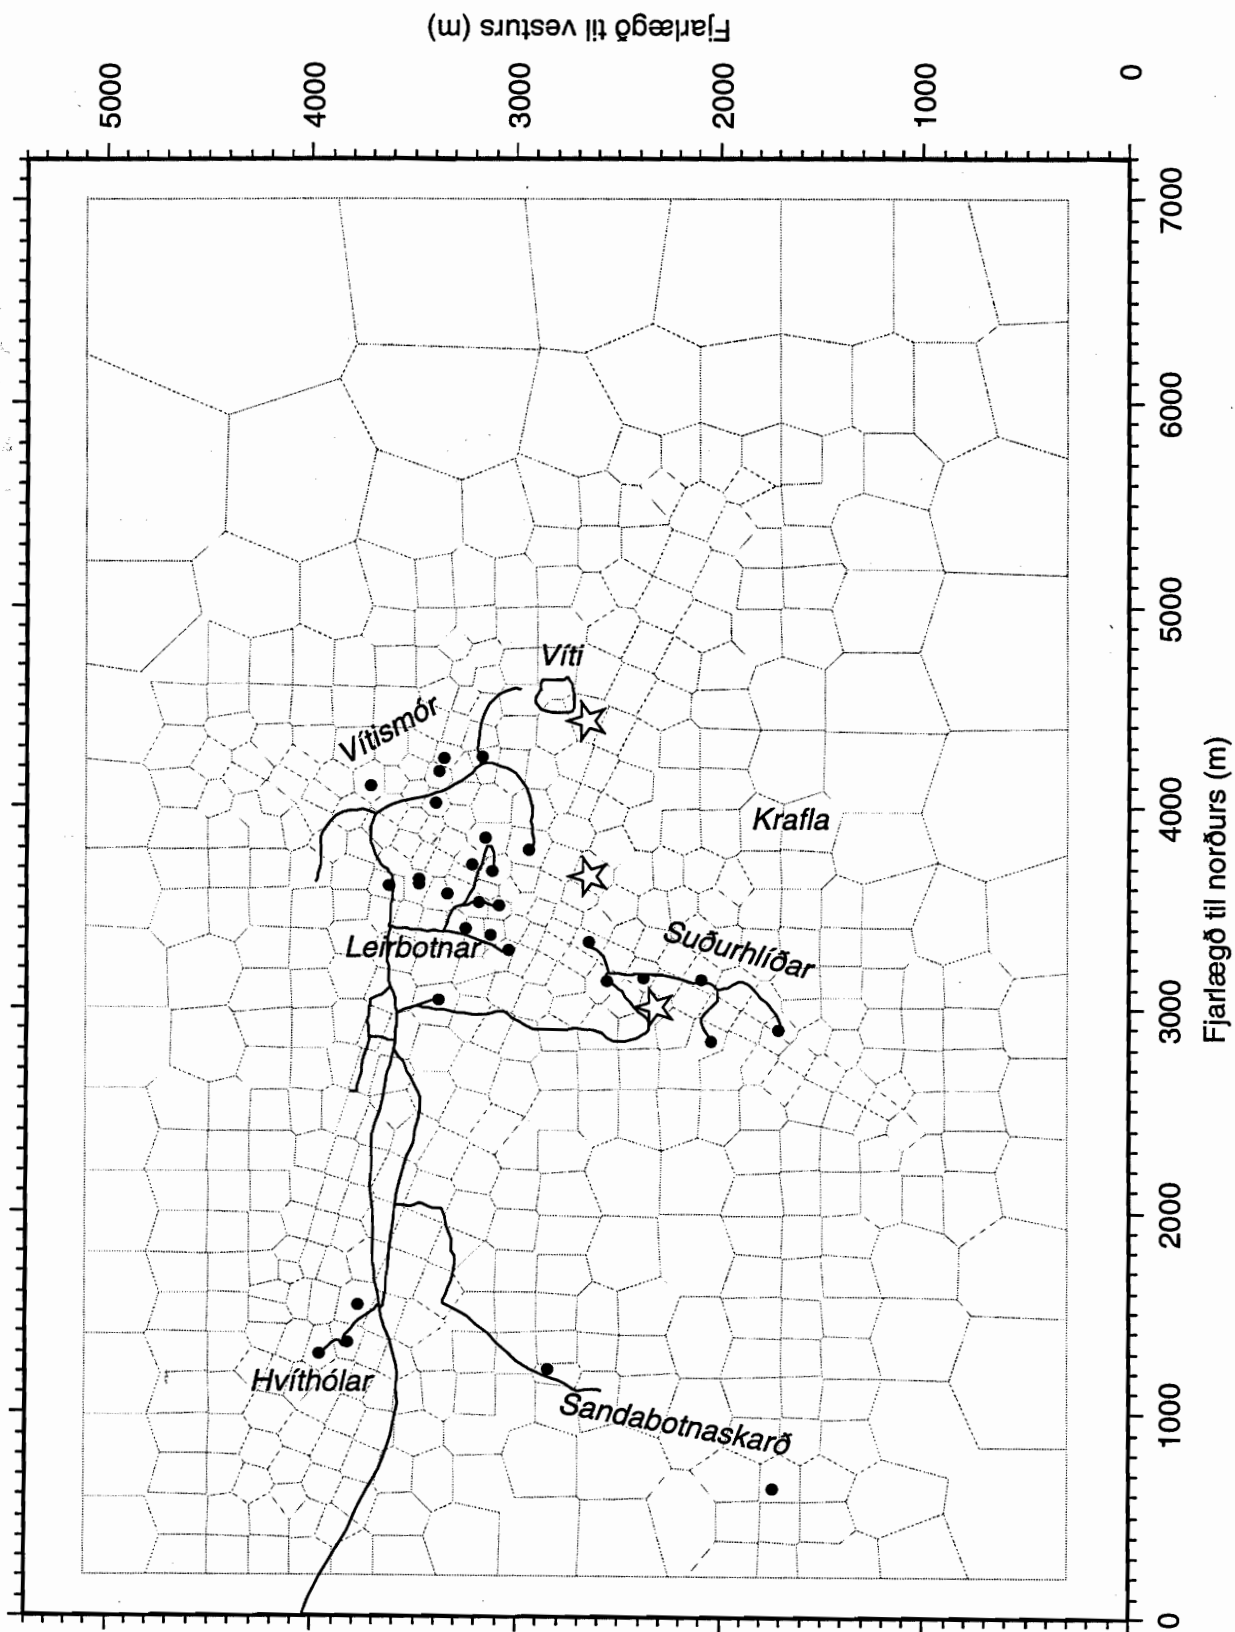 Fjarlægð til vesturs (m)
5000
4000
3000
2000
1000
0
Víti
Vítismór
Krafla
Leirbotnar
Suðurhlíðar
Hvíthólar
Sandabotnaskarð
7000
6000
5000
4000
3000
2000
1000
0
Fjarlægð til norðurs (m)